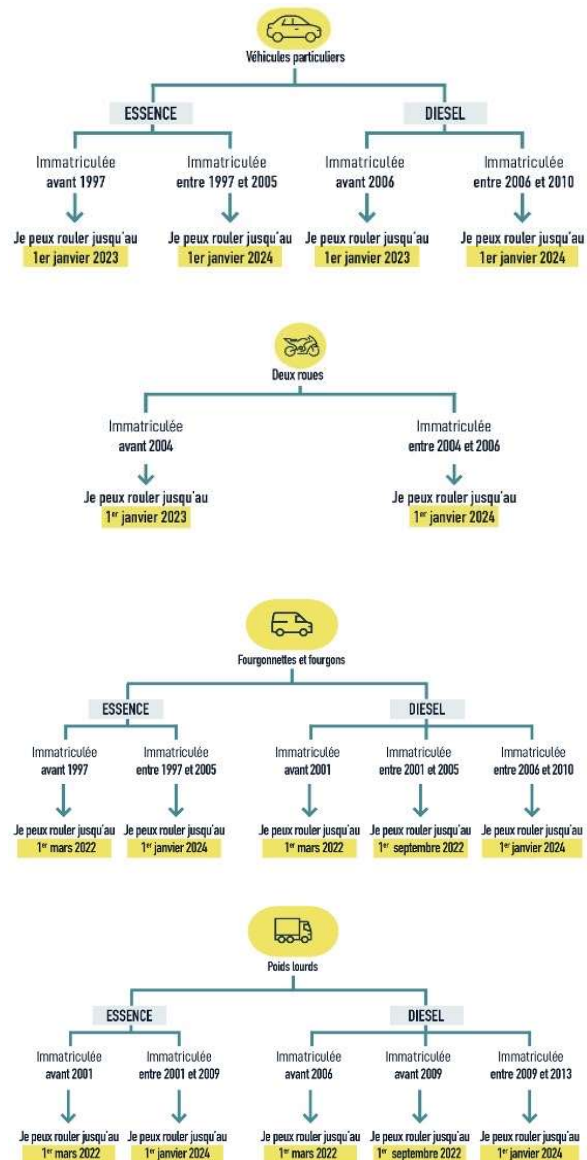 Véhicules particuliers
ESSENCE
DIESEL
Immatriculée
avant 1997
Immatriculée
entre 1997 et 2005
Immatriculée
avant 2006
Immatriculée
entre 2006 et 2010
Je peux rouler jusqu'au
1er janvier 2023
Je peux rouler jusqu'au
1er janvier 2024
Je peux rouler jusqu'au
1er janvier 2023
Je peux rouler jusqu'au
1er janvier 2024
Deux roues
Immatriculée
avant 2004
Immatriculée
entre 2004 et 2006
Je peux rouler jusqu'au
1er janvier 2023
Je peux rouler jusqu'au
1er janvier 2024
Fourgonnettes et fourgons
ESSENCE
DIESEL
Immatriculée
avant 1997
Immatriculée
entre 1997 et 2005
Immatriculée
avant 2001
Immatriculée
entre 2001 et 2005
Immatriculée
entre 2006 et 2010
Je peux rouler jusqu'au
1er mars 2022
Je peux rouler jusqu'au
1er janvier 2024
Je peux rouler jusqu'au
1er mars 2022
Je peux rouler jusqu'au
1er septembre 2022
Je peux rouler jusqu'au
1er janvier 2024
Poids lourds
ESSENCE
DIESEL
Immatriculée
avant 2001
Immatriculée
entre 2001 et 2009
Immatriculée
avant 2006
Immatriculée
avant 2009
Immatriculée
entre 2009 et 2013
Je peux rouler jusqu'au
1er mars 2022
Je peux rouler jusqu'au
1er janvier 2024
Je peux rouler jusqu'au
1er mars 2022
Je peux rouler jusqu'au
1er septembre 2022
Je peux rouler jusqu'au
1er janvier 2024